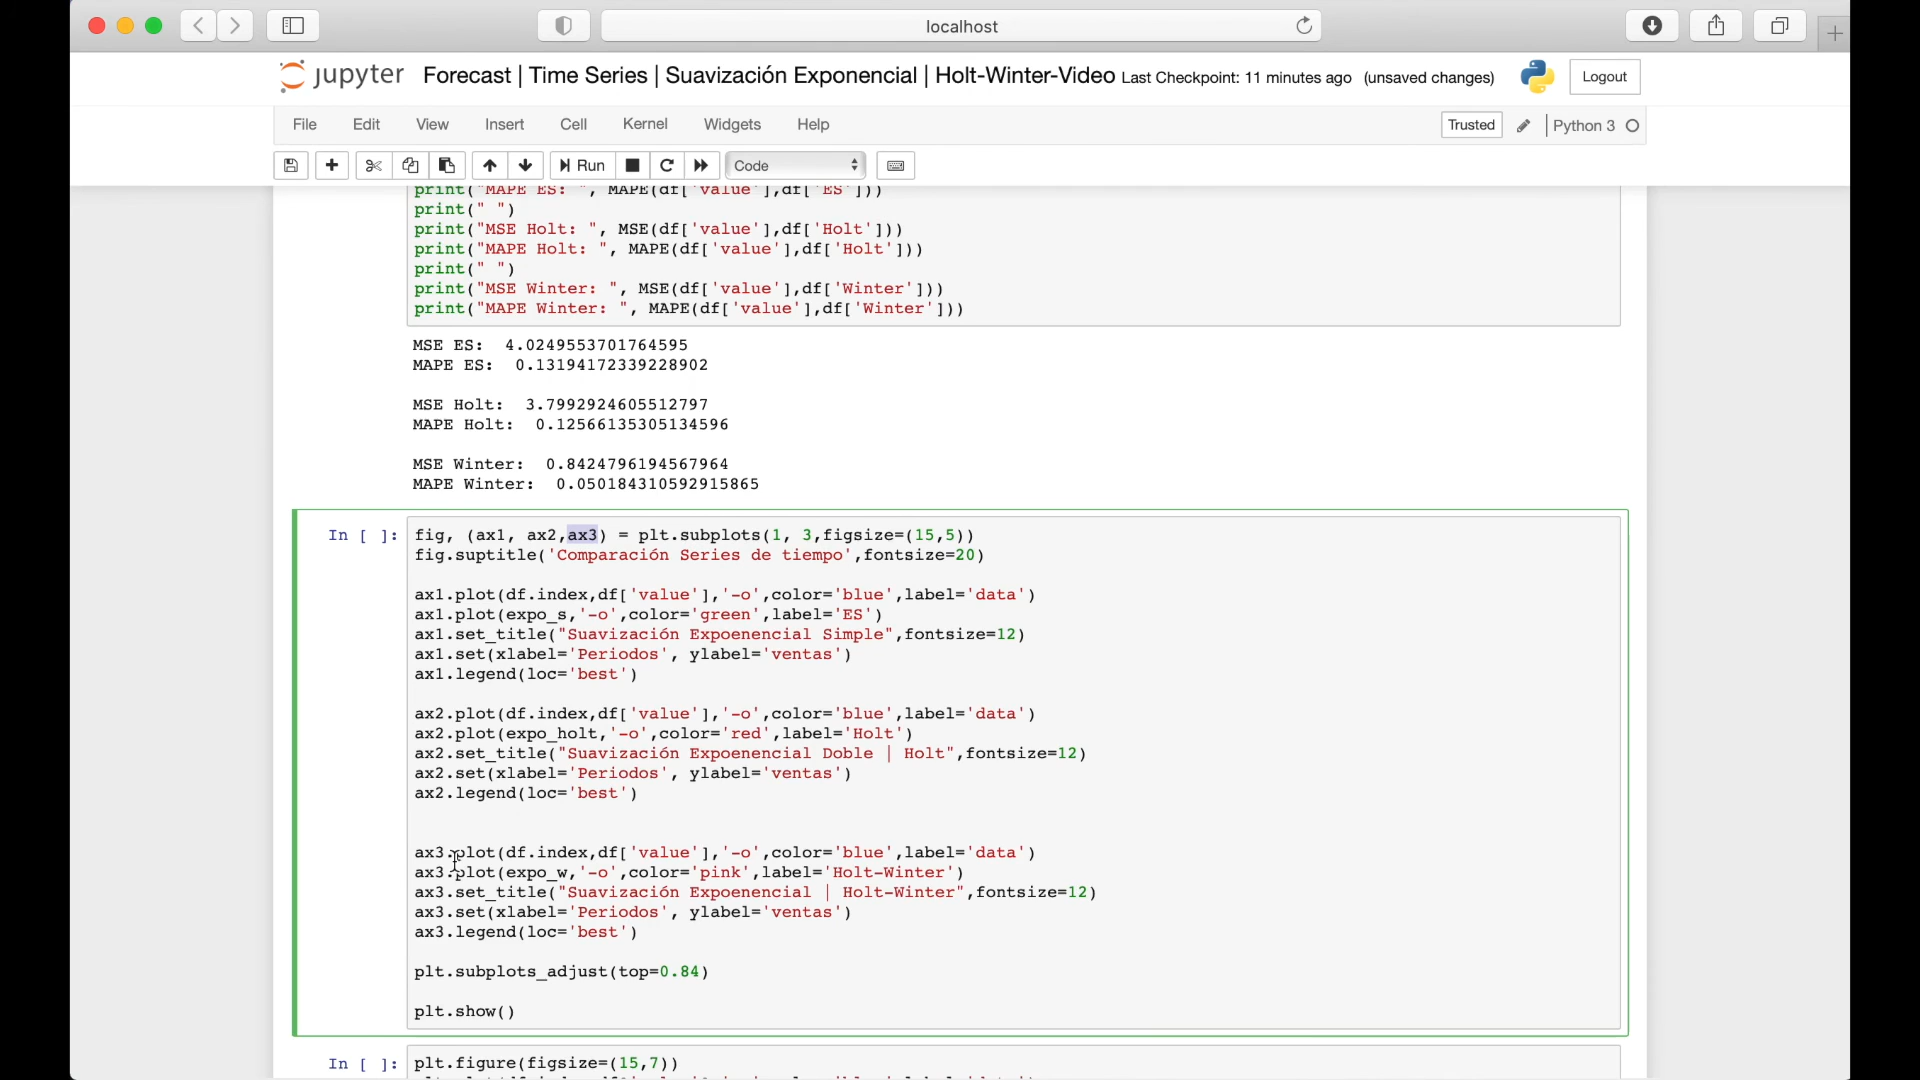 localhost
jupyter Forecast | Time Series | Suavización Exponencial | Holt-Winter-Video Last Checkpoint: 11 minutes ago (unsaved changes) Logout
File Edit View Insert Cell Kernel Widgets Help Trusted Python 3
Run Code
print("MAPE ES: ", MAPE(df['value'],df['ES']))
print(" ")
print("MSE Holt: ", MSE(df['value'],df['Holt']))
print("MAPE Holt: ", MAPE(df['value'],df['Holt']))
print(" ")
print("MSE Winter: ", MSE(df['value'],df['Winter']))
print("MAPE Winter: ", MAPE(df['value'],df['Winter']))
MSE ES:  4.0249553701764595
MAPE ES:  0.13194172339228902
MSE Holt:  3.7992924605512797
MAPE Holt:  0.12566135305134596
MSE Winter:  0.8424796194567964
MAPE Winter:  0.050184310592915865
In [ ]: fig, (ax1, ax2,ax3) = plt.subplots(1, 3,figsize=(15,5))
fig.suptitle('Comparación Series de tiempo',fontsize=20)
ax1.plot(df.index,df['value'],'-o',color='blue',label='data')
ax1.plot(expo_s,'-o',color='green',label='ES')
ax1.set_title("Suavización Expoenencial Simple",fontsize=12)
ax1.set(xlabel='Periodos', ylabel='ventas')
ax1.legend(loc='best')
ax2.plot(df.index,df['value'],'-o',color='blue',label='data')
ax2.plot(expo_holt,'-o',color='red',label='Holt')
ax2.set_title("Suavización Expoenencial Doble | Holt",fontsize=12)
ax2.set(xlabel='Periodos', ylabel='ventas')
ax2.legend(loc='best')
ax3.plot(df.index,df['value'],'-o',color='blue',label='data')
ax3.plot(expo_w,'-o',color='pink',label='Holt-Winter')
ax3.set_title("Suavización Expoenencial | Holt-Winter",fontsize=12)
ax3.set(xlabel='Periodos', ylabel='ventas')
ax3.legend(loc='best')
plt.subplots_adjust(top=0.84)
plt.show()
In [ ]: plt.figure(figsize=(15,7))